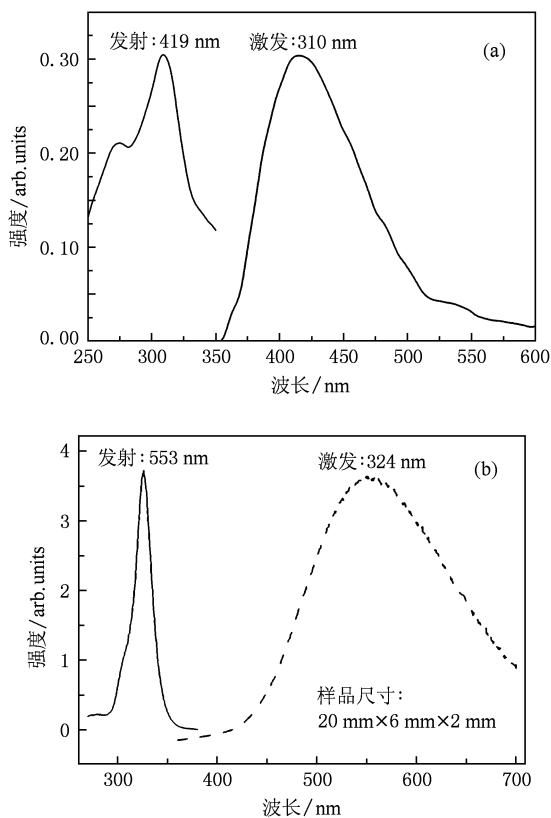 发射:419 nm
激发:310 nm
(a)
0.30
0.20
0.10
0.00
强度/arb.units
250 300 350 400 450 500 550 600
波长/nm
发射:553 nm
激发:324 nm
(b)
4
3
2
1
0
强度/arb.units
样品尺寸:
20 mm×6 mm×2 mm
300 400 500 600 700
波长/nm